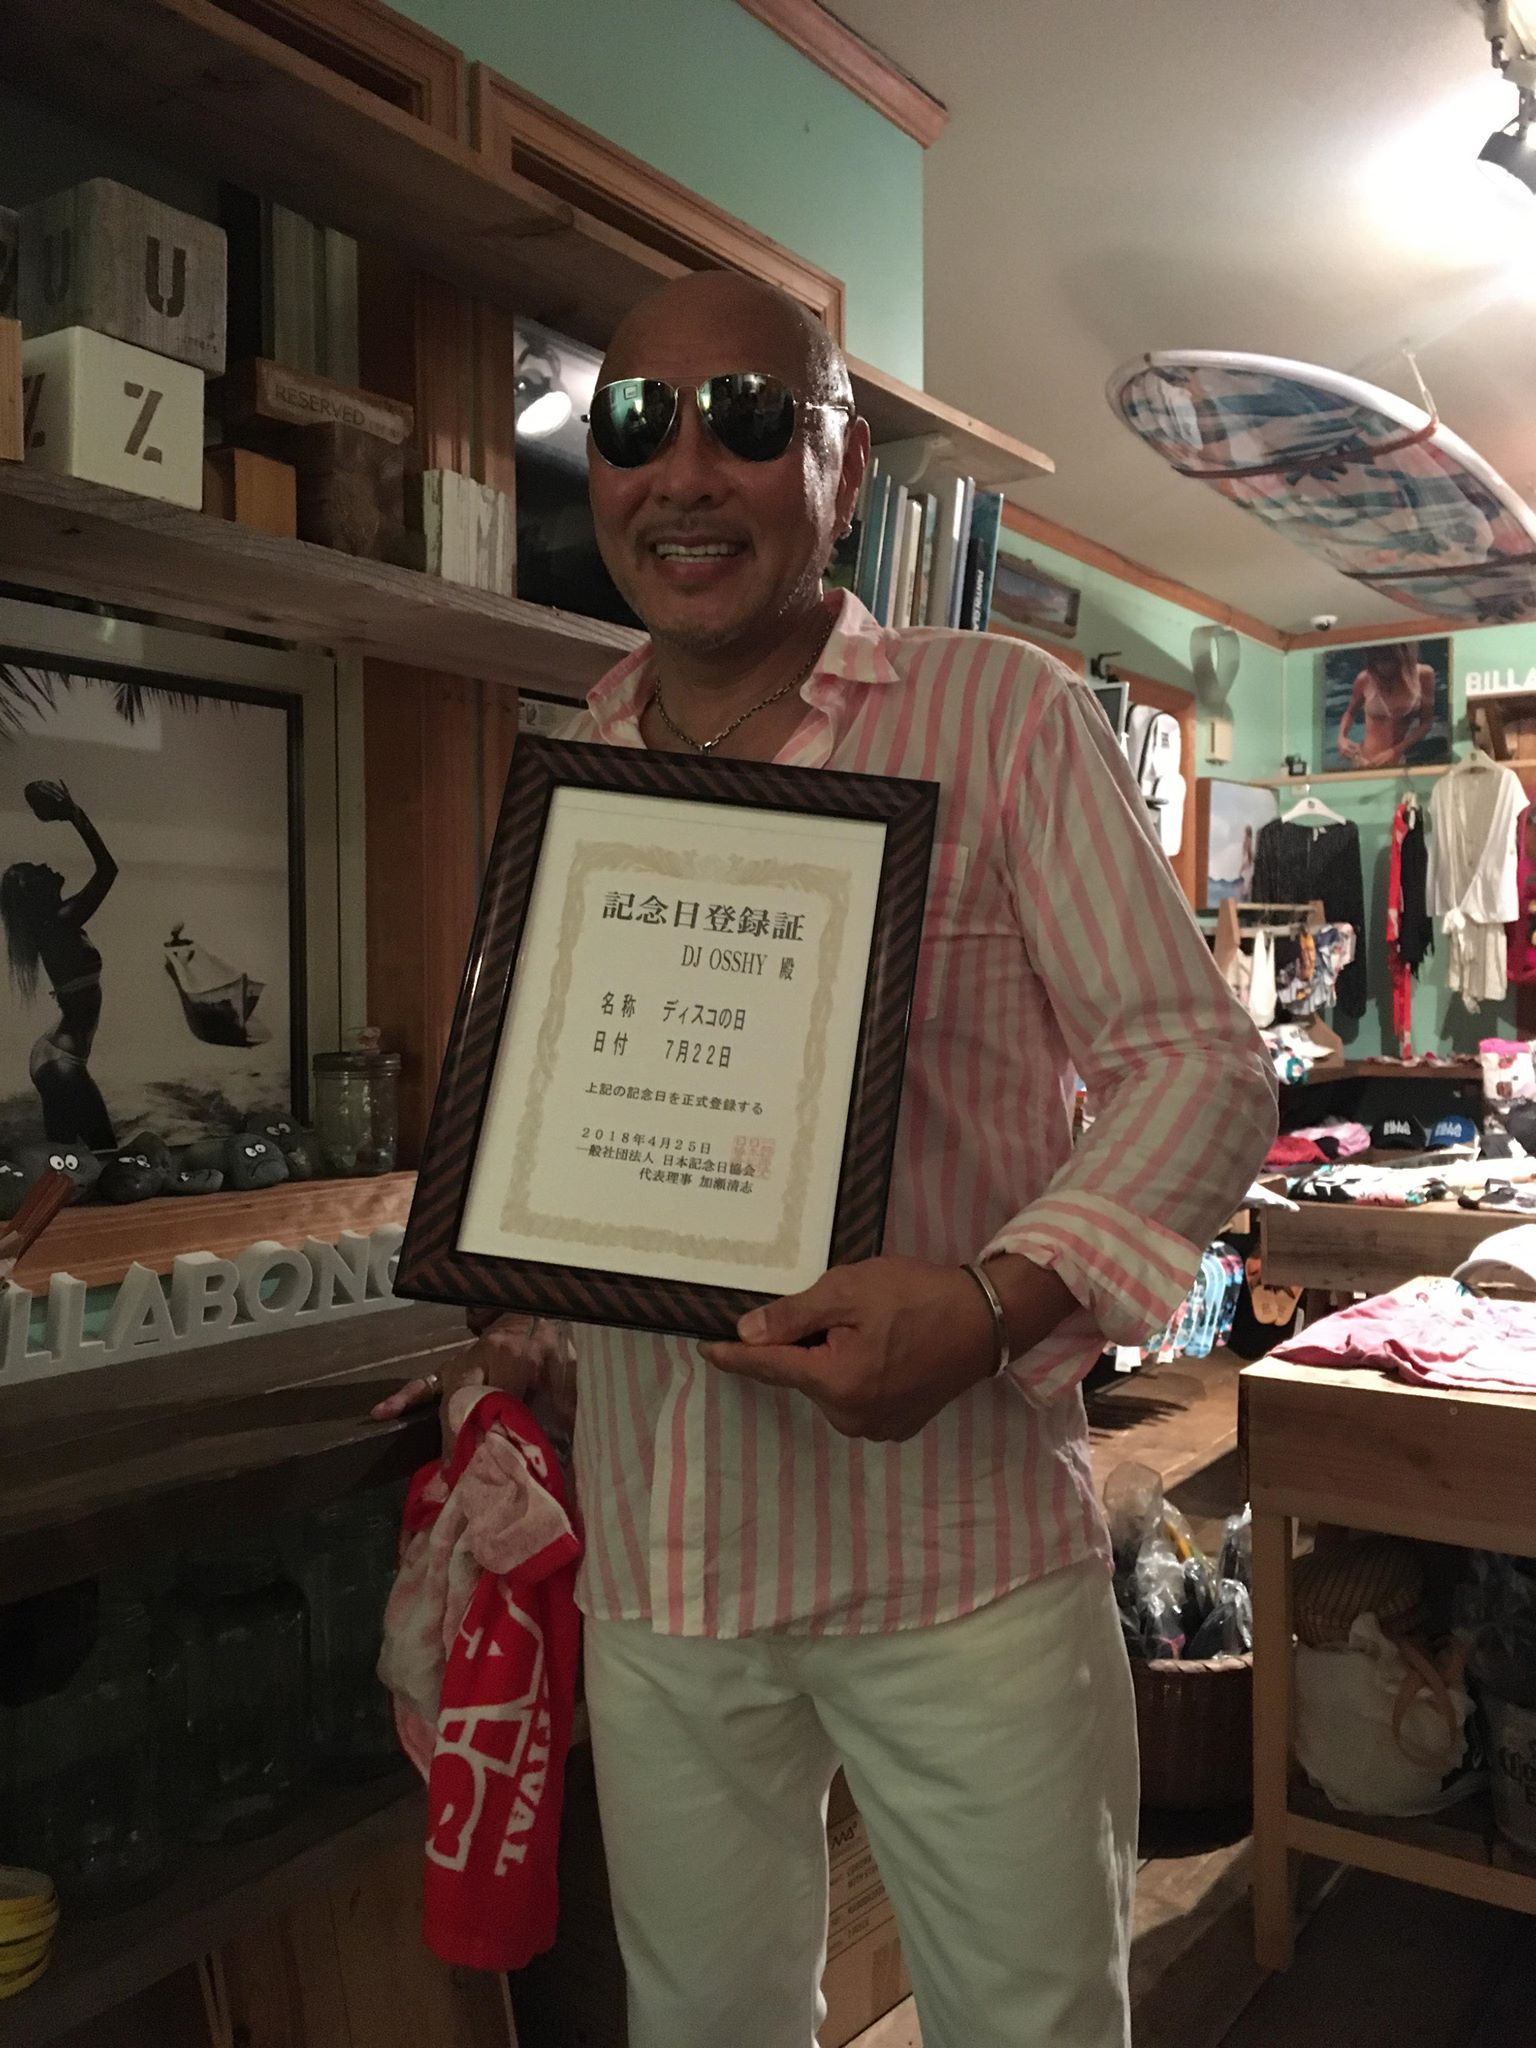 U
Z
RESERVED
BILLA
記念日登録証
DJ OSSHY 殿
名称 ディスコの日
日付 7月22日
上記の記念日を正式登録する
2018年4月25日
一般社団法人 日本記念日協会
代表理事 加瀬清志
LLABONG
TIVAL